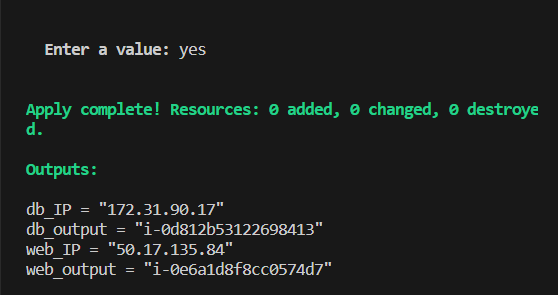 Enter a value: yes
Apply complete! Resources: 0 added, 0 changed, 0 destroye
d.
Outputs:
db_IP = "172.31.90.17"
db_output = "i-0d812b53122698413"
web_IP = "50.17.135.84"
web_output = "i-0e6a1d8f8cc0574d7"